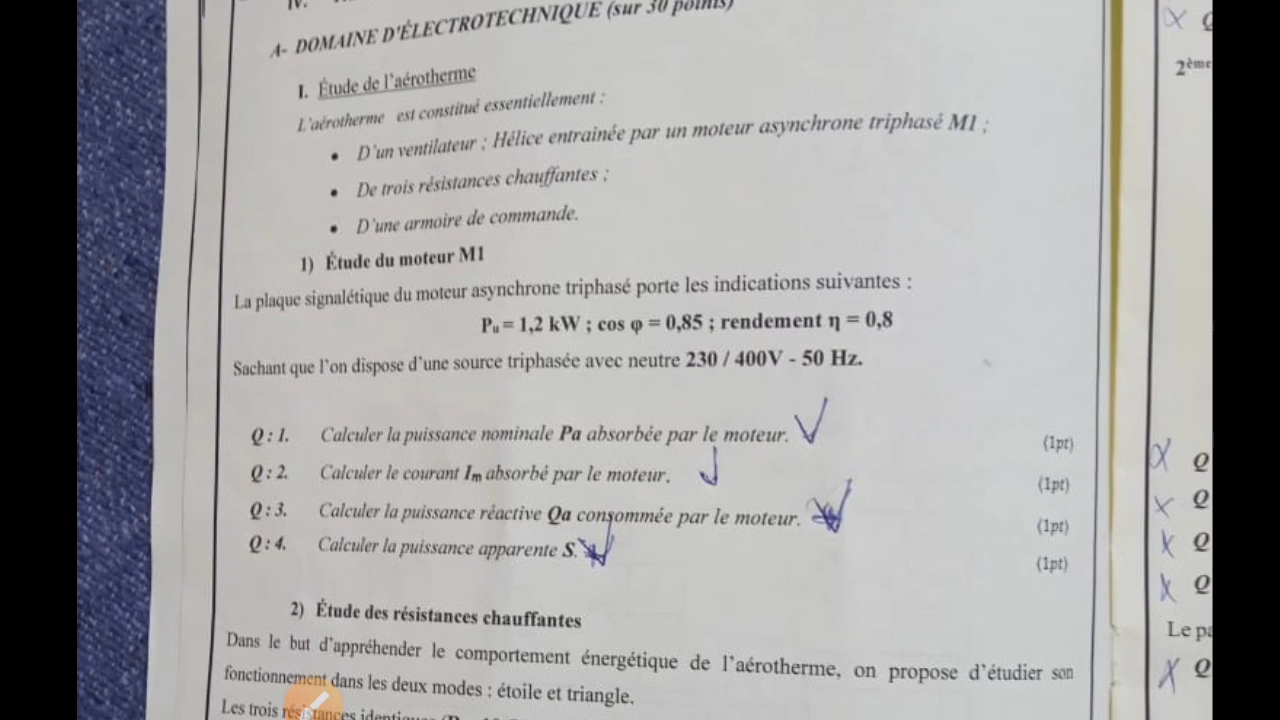 IV.
A- DOMAINE D'ÉLECTROTECHNIQUE (sur 30 points)
I. Étude de l'aérotherme
L'aérotherme est constitué essentiellement :
• D'un ventilateur ; Hélice entrainée par un moteur asynchrone triphasé M1 ;
• De trois résistances chauffantes ;
• D'une armoire de commande.
1) Étude du moteur M1
La plaque signalétique du moteur asynchrone triphasé porte les indications suivantes :
Pu = 1,2 kW ; cos φ = 0,85 ; rendement η = 0,8
Sachant que l'on dispose d'une source triphasée avec neutre 230 / 400V - 50 Hz.
Q : 1. Calculer la puissance nominale Pa absorbée par le moteur. (1pt)
Q : 2. Calculer le courant Im absorbé par le moteur. (1pt)
Q : 3. Calculer la puissance réactive Qa consommée par le moteur. (1pt)
Q : 4. Calculer la puissance apparente S. (1pt)
2) Étude des résistances chauffantes
Dans le but d'appréhender le comportement énergétique de l'aérotherme, on propose d'étudier son
fonctionnement dans les deux modes : étoile et triangle.
Les trois résistances identiques
Q
2ème
Q
Q
Q
Q
Le
Q